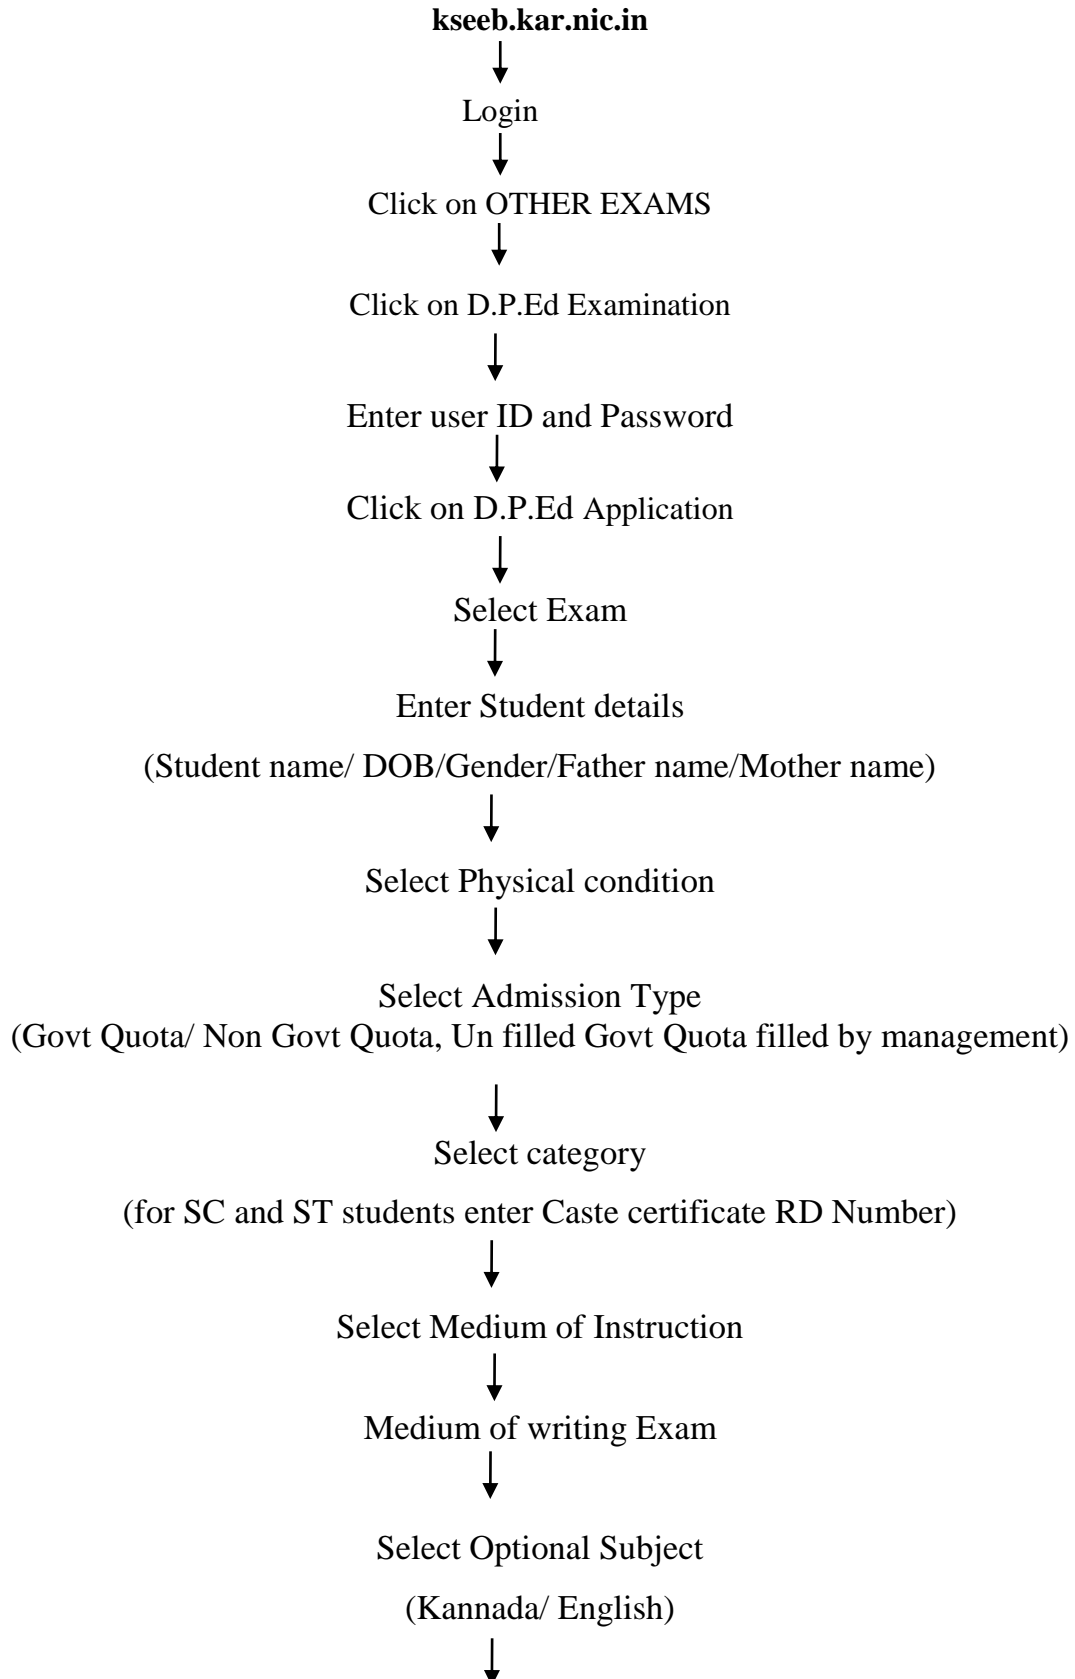 kseeb.kar.nic.in
Login
Click on OTHER EXAMS
Click on D.P.Ed Examination
Enter user ID and Password
Click on D.P.Ed Application
Select Exam
Enter Student details
(Student name/ DOB/Gender/Father name/Mother name)
Select Physical condition
Select Admission Type
(Govt Quota/ Non Govt Quota, Un filled Govt Quota filled by management)
Select category
(for SC and ST students enter Caste certificate RD Number)
Select Medium of Instruction
Medium of writing Exam
Select Optional Subject
(Kannada/ English)